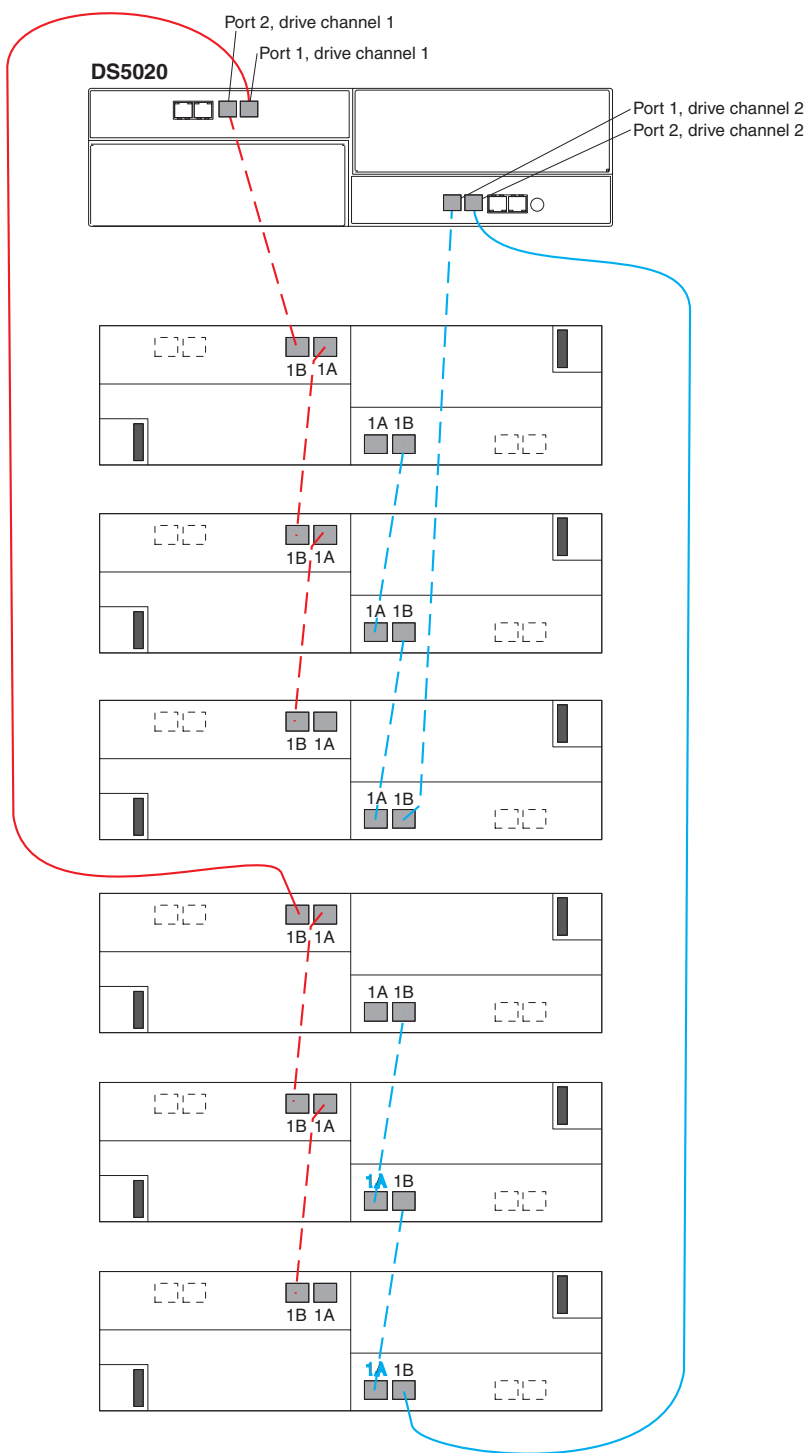 Port 2, drive channel 1
Port 1, drive channel 1
DS5020
Port 1, drive channel 2
Port 2, drive channel 2
1B 1A
1A 1B
1B 1A
1A 1B
1B 1A
1A 1B
1B 1A
1A 1B
1B 1A
1A 1B
1B 1A
1A 1B